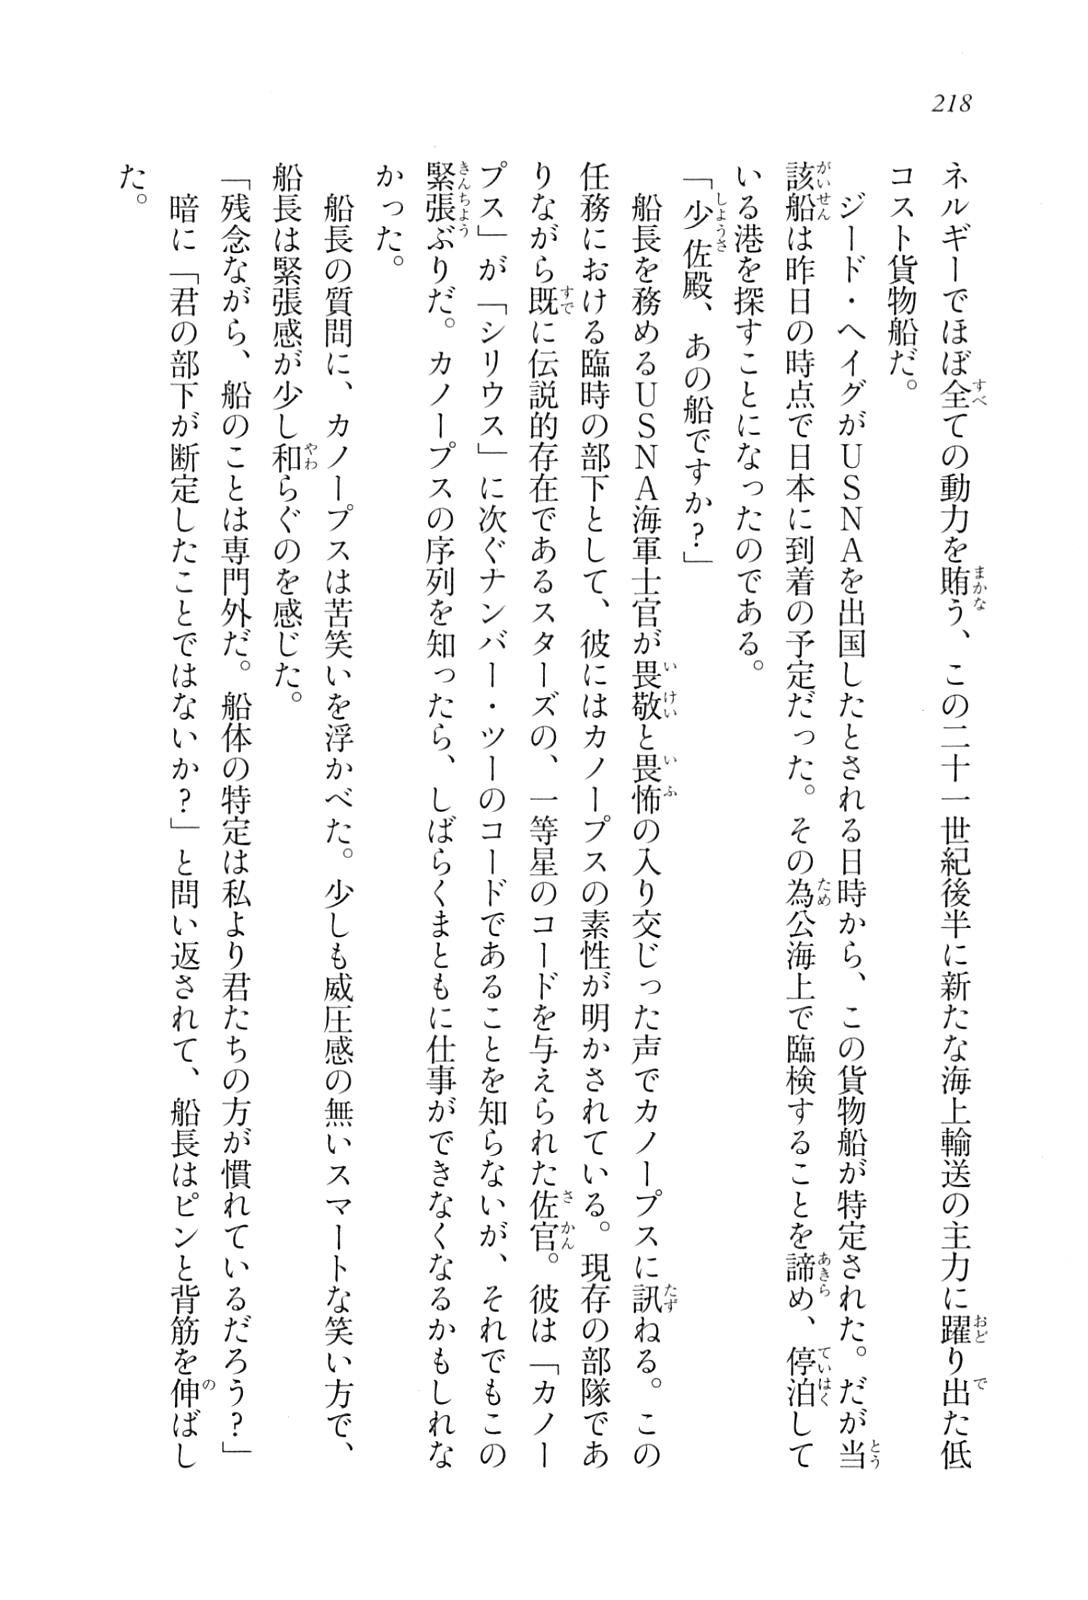 218
ネルギーでほぼ全ての動力を賄う、この二十一世紀後半に新たな海上輸送の主力に躍り出た低
コスト貨物船だ。
　ジード・ヘイグがＵＳＮＡを出国したとされる日時から、この貨物船が特定された。だが当
該船は昨日の時点で日本に到着の予定だった。その為公海上で臨検することを諦め、停泊して
いる港を探すことになったのである。
「少佐殿、あの船ですか？」
　船長を務めるＵＳＮＡ海軍士官が畏敬と畏怖の入り交じった声でカノープスに訊ねる。この
任務における臨時の部下として、彼にはカノープスの素性が明かされている。現存の部隊であ
りながら既に伝説的存在であるスターズの、一等星のコードを与えられた佐官。彼は「カノー
プス」が「シリウス」に次ぐナンバー・ツーのコードであることを知らないが、それでもこの
緊張ぶりだ。カノープスの序列を知ったら、しばらくまともに仕事ができなくなるかもしれな
かった。
　船長の質問に、カノープスは苦笑いを浮かべた。少しも威圧感の無いスマートな笑い方で、
船長は緊張感が少し和らぐのを感じた。
「残念ながら、船のことは専門外だ。船体の特定は私より君たちの方が慣れているだろう？」
　暗に「君の部下が断定したことではないか？」と問い返されて、船長はピンと背筋を伸ばし
た。